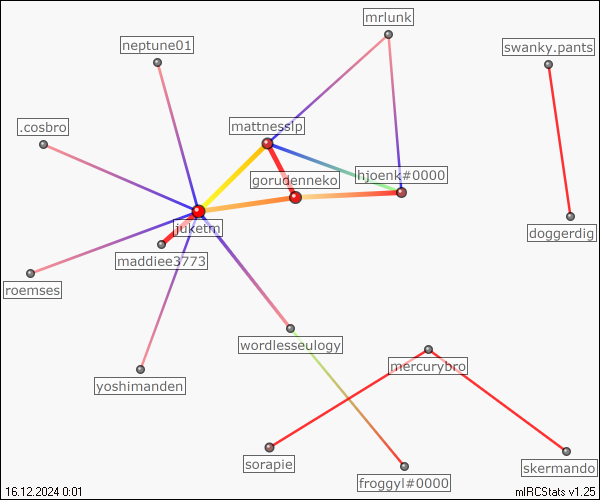 mrlunk
neptune01
swanky.pants
.cosbro
mattnesslp
gorudenneko
hjoenk#0000
juketm
doggerdig
maddiee3773
roemses
wordlesseulogy
mercurybro
yoshimanden
sorapie
skermando
froggyl#0000
16.12.2024 0:01
mIRCStats v1.25